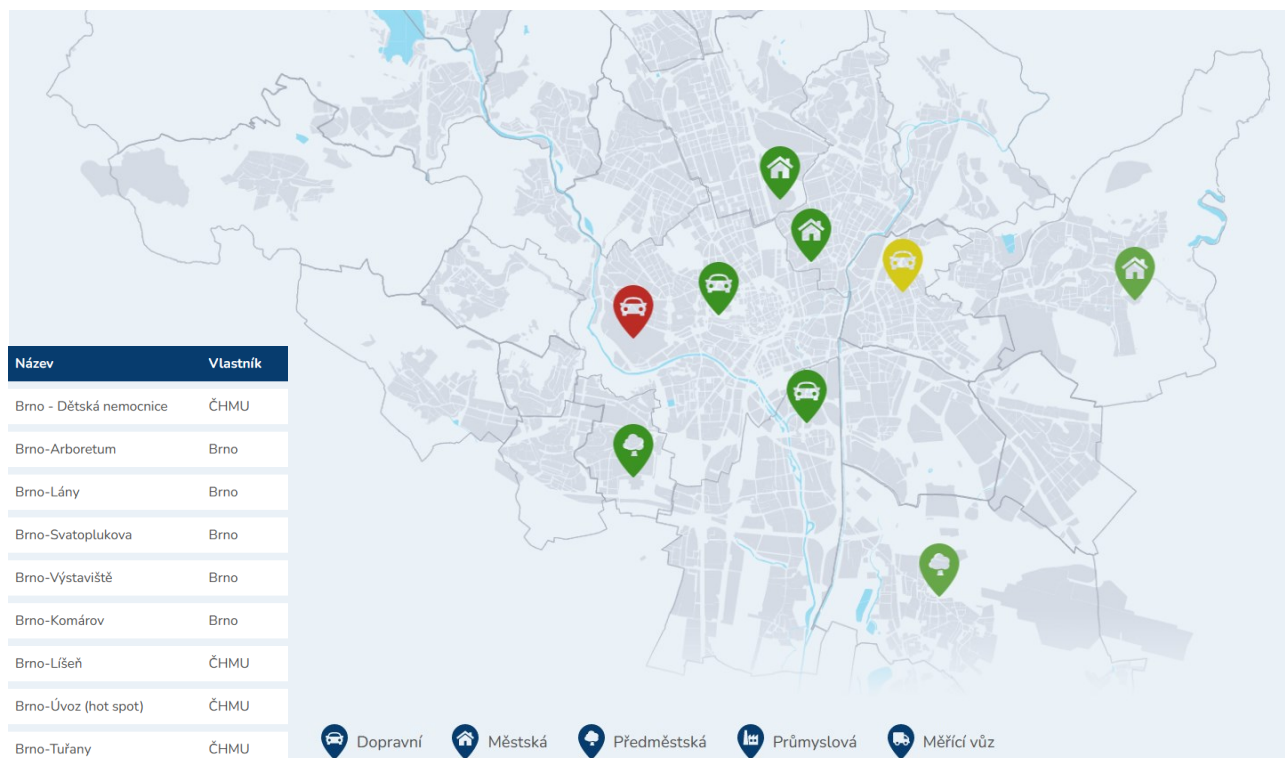 Název Vlastník
Brno - Dětská nemocnice ČHMU
Brno-Arboretum Brno
Brno-Lány Brno
Brno-Svatoplukova Brno
Brno-Výstaviště Brno
Brno-Komárov Brno
Brno-Líšeň ČHMU
Brno-Úvoz (hot spot) ČHMU
Brno-Tuřany ČHMU
Dopravní Městská Předměstská Průmyslová Měřící vůz